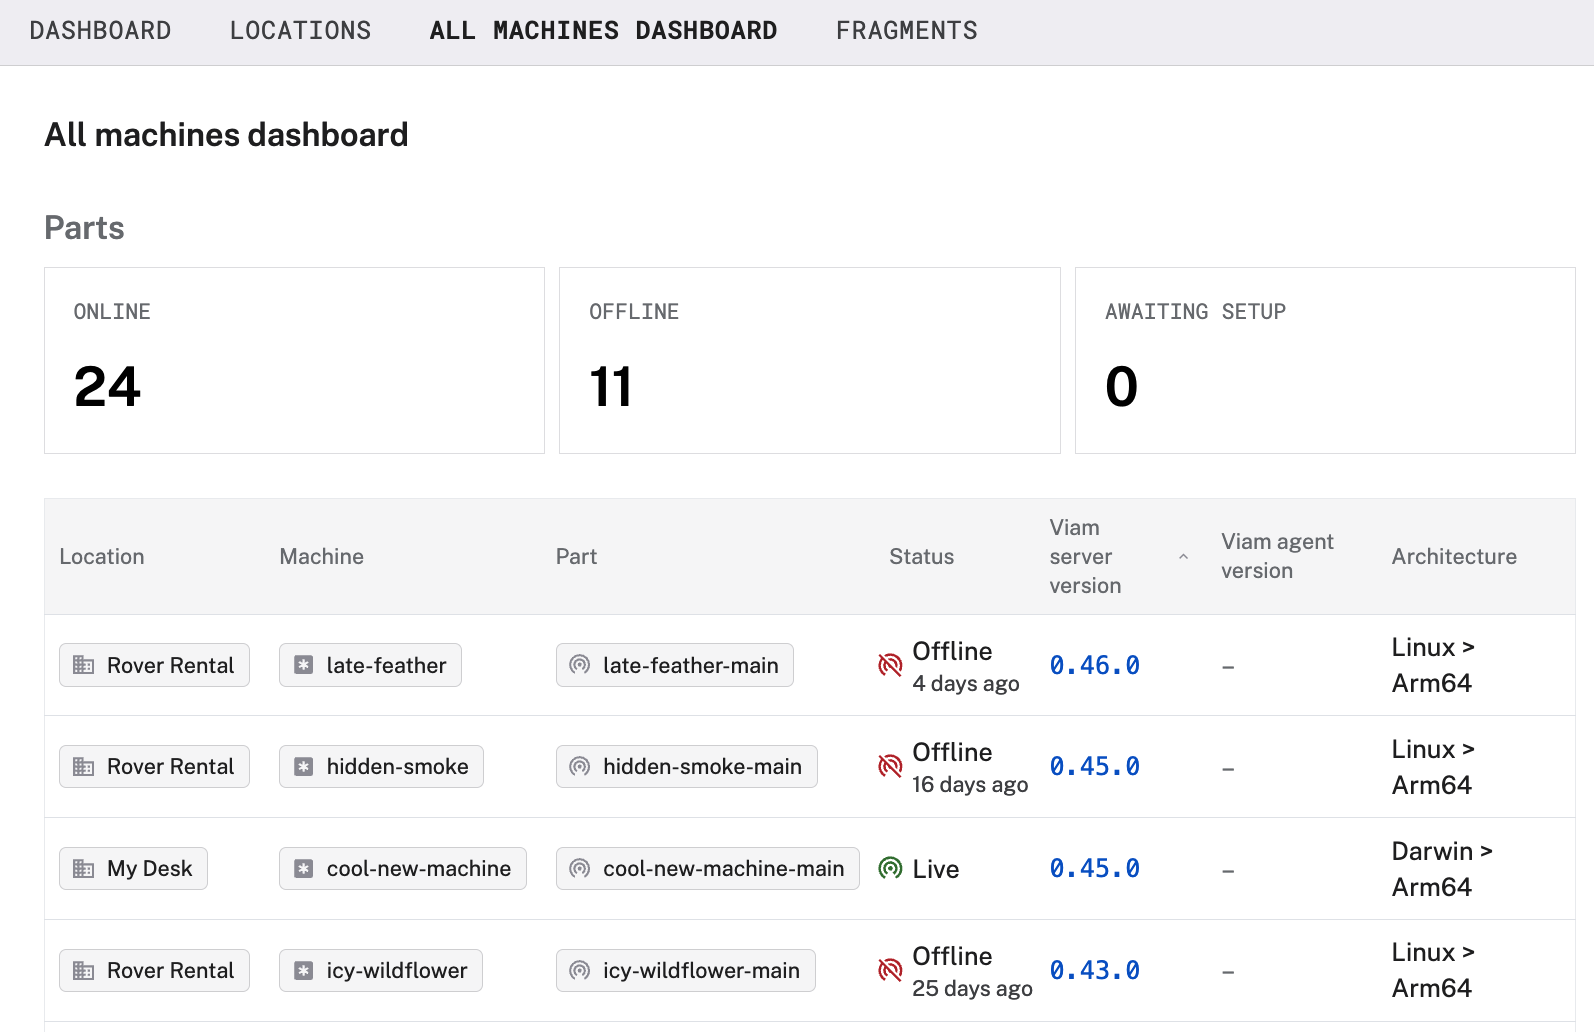 DASHBOARD LOCATIONS ALL MACHINES DASHBOARD FRAGMENTS
All machines dashboard
Parts
ONLINE OFFLINE AWAITING SETUP
24 11 0
Location Machine Part Status Viam server version Viam agent version Architecture
Rover Rental late-feather late-feather-main Offline 4 days ago 0.46.0 – Linux > Arm64
Rover Rental hidden-smoke hidden-smoke-main Offline 16 days ago 0.45.0 – Linux > Arm64
My Desk cool-new-machine cool-new-machine-main Live 0.45.0 – Darwin > Arm64
Rover Rental icy-wildflower icy-wildflower-main Offline 25 days ago 0.43.0 – Linux > Arm64